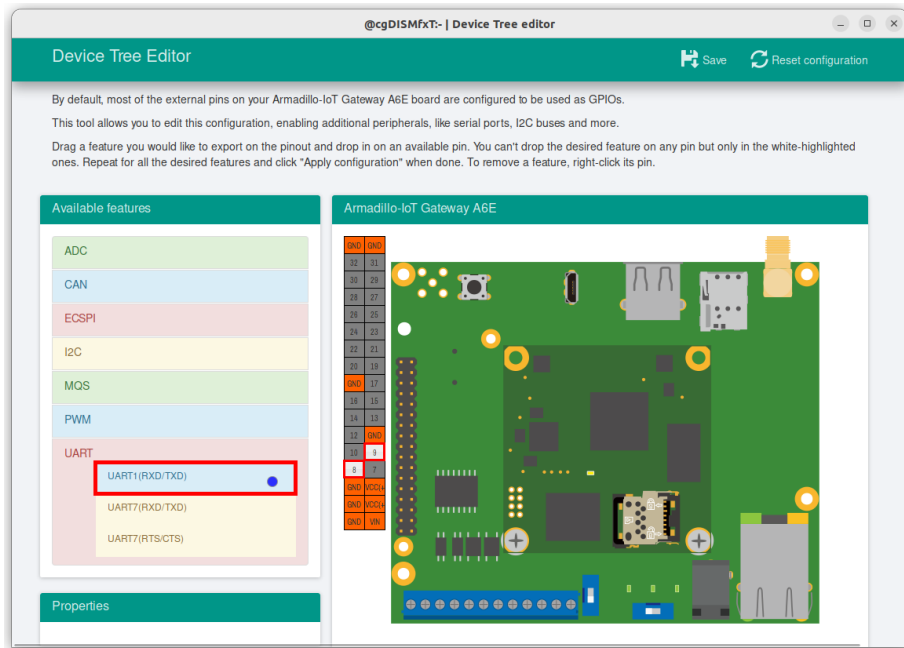 @cgDISMfxT:- | Device Tree editor
Device Tree Editor
Save
Reset configuration
By default, most of the external pins on your Armadillo-IoT Gateway A6E board are configured to be used as GPIOs.
This tool allows you to edit this configuration, enabling additional peripherals, like serial ports, I2C buses and more.
Drag a feature you would like to export on the pinout and drop in on an available pin. You can't drop the desired feature on any pin but only in the white-highlighted
ones. Repeat for all the desired features and click "Apply configuration" when done. To remove a feature, right-click its pin.
Available features
ADC
CAN
ECSPI
I2C
MQS
PWM
UART
UART1(RXD/TXD)
UART7(RXD/TXD)
UART7(RTS/CTS)
Properties
Armadillo-IoT Gateway A6E
GND GND
32 31
30 29
28 27
26 25
24 23
22 21
20 19
GND 17
16 15
14 13
12 GND
10 9
8 7
GND VCC(+
GND VCC(+
GND VIN